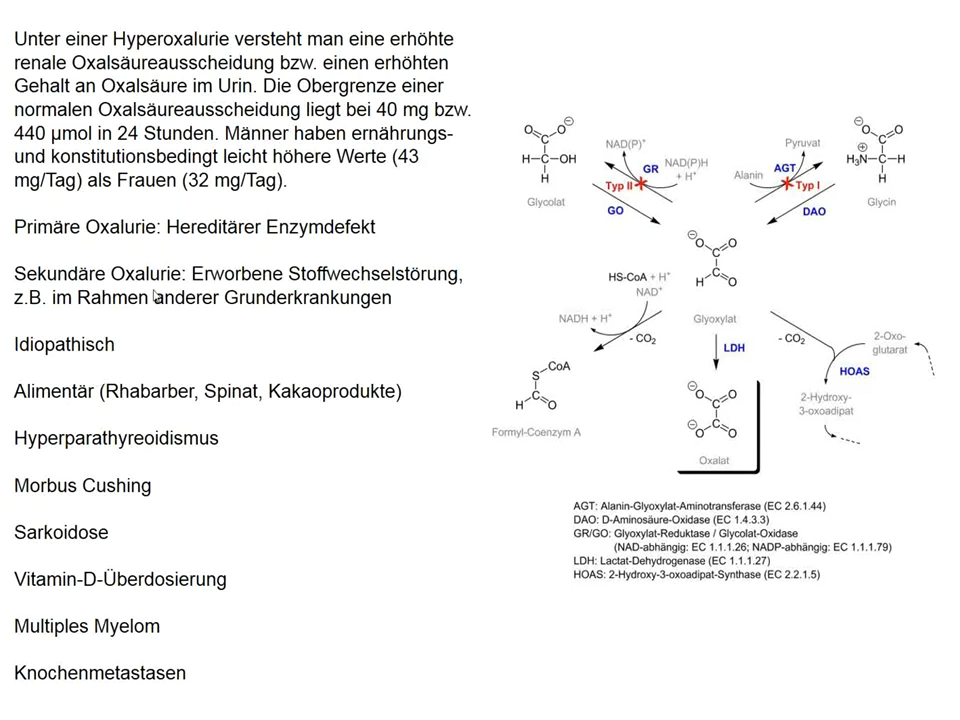 Unter einer Hyperoxalurie versteht man eine erhöhte
renale Oxalsäureausscheidung bzw. einen erhöhten
Gehalt an Oxalsäure im Urin. Die Obergrenze einer
normalen Oxalsäureausscheidung liegt bei 40 mg bzw.
440 µmol in 24 Stunden. Männer haben ernährungs-
und konstitutionsbedingt leicht höhere Werte (43
mg/Tag) als Frauen (32 mg/Tag).
Primäre Oxalurie: Hereditärer Enzymdefekt
Sekundäre Oxalurie: Erworbene Stoffwechselstörung,
z.B. im Rahmen anderer Grunderkrankungen
Idiopathisch
Alimentär (Rhabarber, Spinat, Kakaoprodukte)
Hyperparathyreoidismus
Morbus Cushing
Sarkoidose
Vitamin-D-Überdosierung
Multiples Myelom
Knochenmetastasen
O O⊖
C
H–C–OH
H
Glycolat
NAD(P)⁺
GR
NAD(P)H
+ H⁺
Typ II
GO
Pyruvat
AGT
Alanin
Typ I
DAO
⊖O O
C
⊕
H₃N–C–H
H
Glycin
⊖O O
C
C
H O
Glyoxylat
HS-CoA + H⁺
NAD⁺
NADH + H⁺
- CO₂
CoA
S
C
H O
Formyl-Coenzym A
LDH
⊖O O
C
⊖ C
O O
Oxalat
- CO₂
2-Oxo-
glutarat
HOAS
2-Hydroxy-
3-oxoadipat
AGT: Alanin-Glyoxylat-Aminotransferase (EC 2.6.1.44)
DAO: D-Aminosäure-Oxidase (EC 1.4.3.3)
GR/GO: Glyoxylat-Reduktase / Glycolat-Oxidase
(NAD-abhängig: EC 1.1.1.26; NADP-abhängig: EC 1.1.1.79)
LDH: Lactat-Dehydrogenase (EC 1.1.1.27)
HOAS: 2-Hydroxy-3-oxoadipat-Synthase (EC 2.2.1.5)